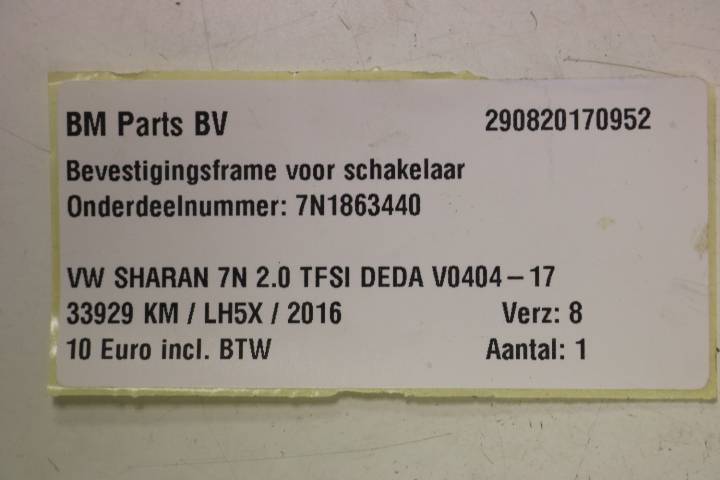 BM Parts BV 290820170952
Bevestigingsframe voor schakelaar
Onderdeelnummer: 7N1863440
VW SHARAN 7N 2.0 TFSI DEDA V0404-17
33929 KM / LH5X / 2016 Verz: 8
10 Euro incl. BTW Aantal: 1